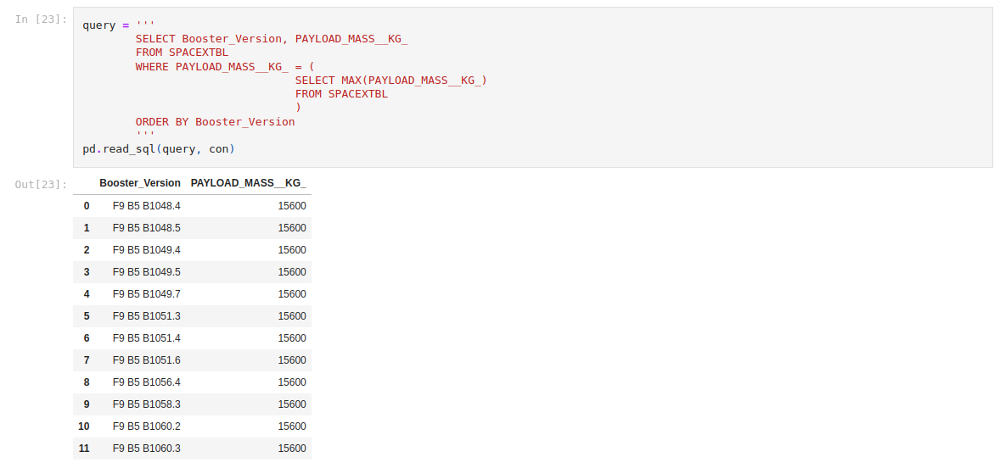 In [23]:
query = '''
SELECT Booster_Version, PAYLOAD_MASS__KG_
FROM SPACEXTBL
WHERE PAYLOAD_MASS__KG_ = (
SELECT MAX(PAYLOAD_MASS__KG_)
FROM SPACEXTBL
)
ORDER BY Booster_Version
'''
pd.read_sql(query, con)
Out[23]:
Booster_Version PAYLOAD_MASS__KG_
0 F9 B5 B1048.4 15600
1 F9 B5 B1048.5 15600
2 F9 B5 B1049.4 15600
3 F9 B5 B1049.5 15600
4 F9 B5 B1049.7 15600
5 F9 B5 B1051.3 15600
6 F9 B5 B1051.4 15600
7 F9 B5 B1051.6 15600
8 F9 B5 B1056.4 15600
9 F9 B5 B1058.3 15600
10 F9 B5 B1060.2 15600
11 F9 B5 B1060.3 15600